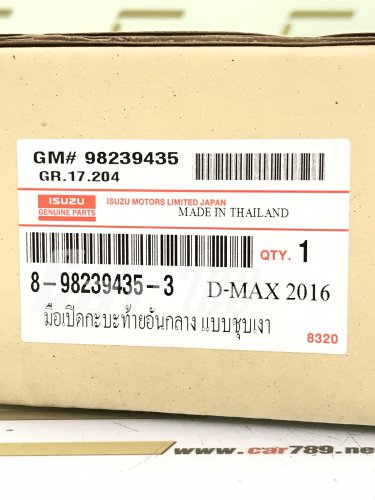 GM# 98239435
GR.17.204
ISUZU
GENUINE PARTS
ISUZU MOTORS LIMITED JAPAN
MADE IN THAILAND
QTY. 1
8-98239435-3
D-MAX 2016
มือเปิดกะบะท้ายอันกลาง แบบชุบเงา
8320
www.car789.net